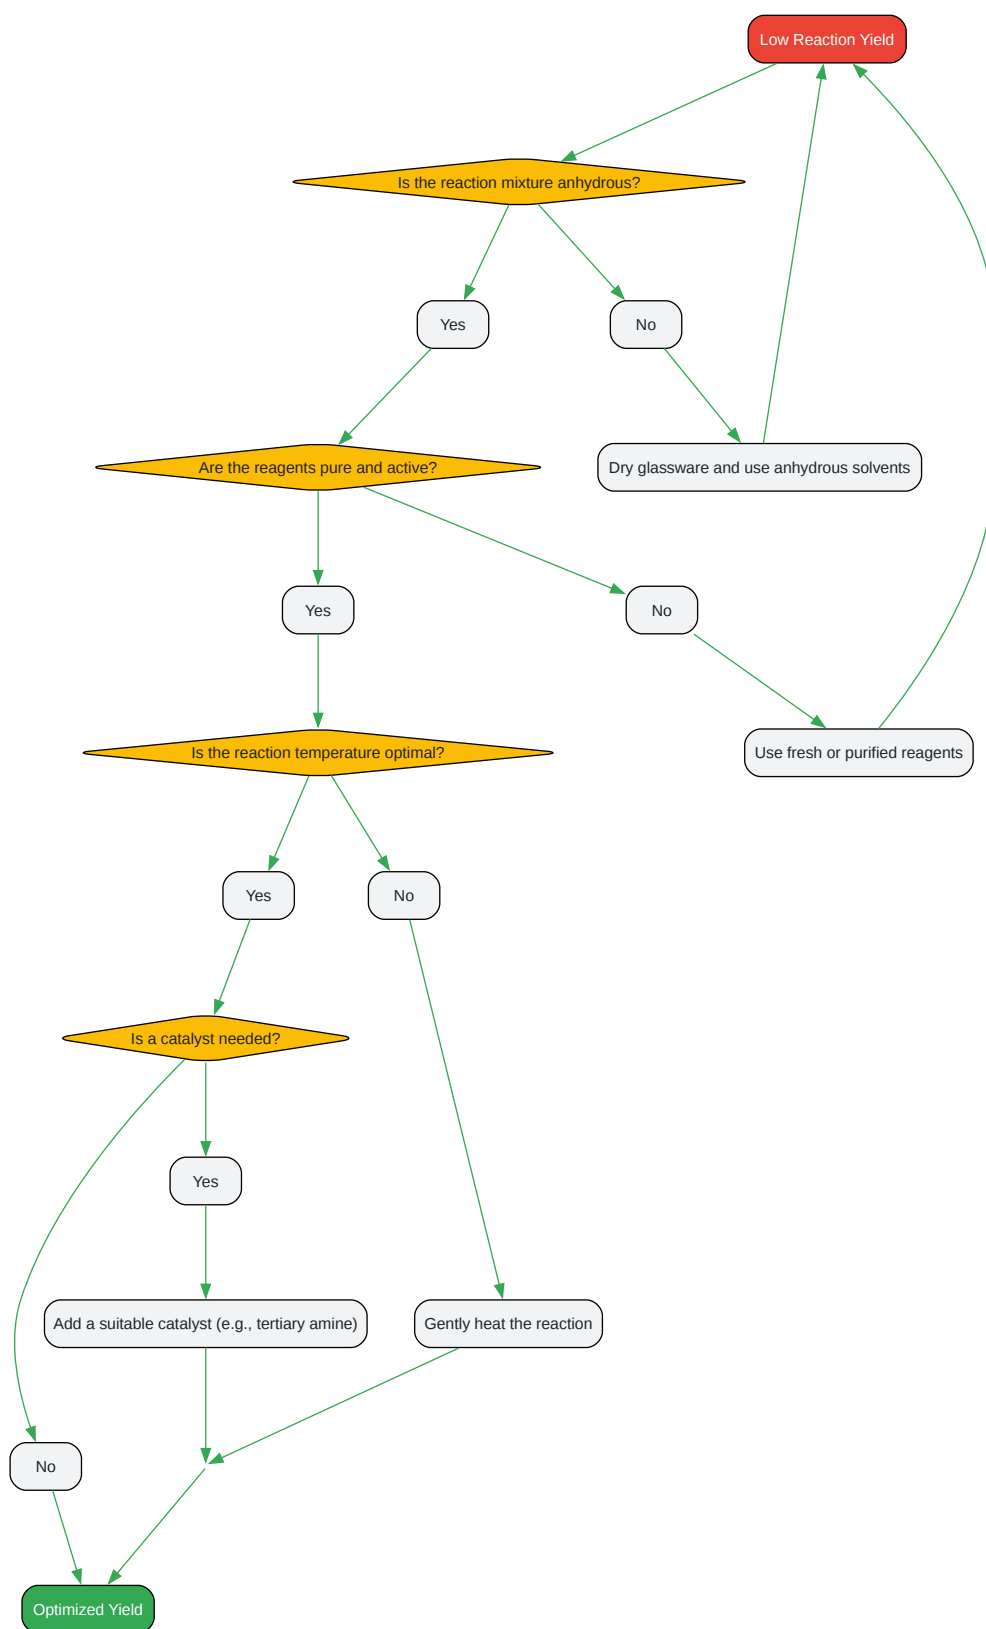 Low Reaction Yield
Is the reaction mixture anhydrous?
Yes
No
Are the reagents pure and active?
Dry glassware and use anhydrous solvents
Yes
No
Is the reaction temperature optimal?
Use fresh or purified reagents
Yes
No
Is a catalyst needed?
Yes
Add a suitable catalyst (e.g., tertiary amine)
Gently heat the reaction
No
Optimized Yield